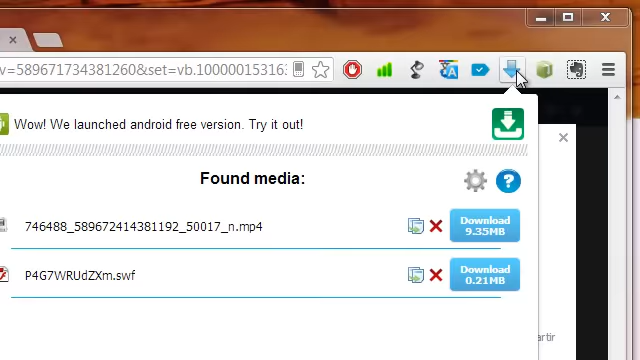 v=589671734381260&set=vb.10000015316
Wow! We launched android free version. Try it out!
Found media:
746488_589672414381192_50017_n.mp4
Download
9.35MB
P4G7WRUdZXm.swf
Download
0.21MB
artir